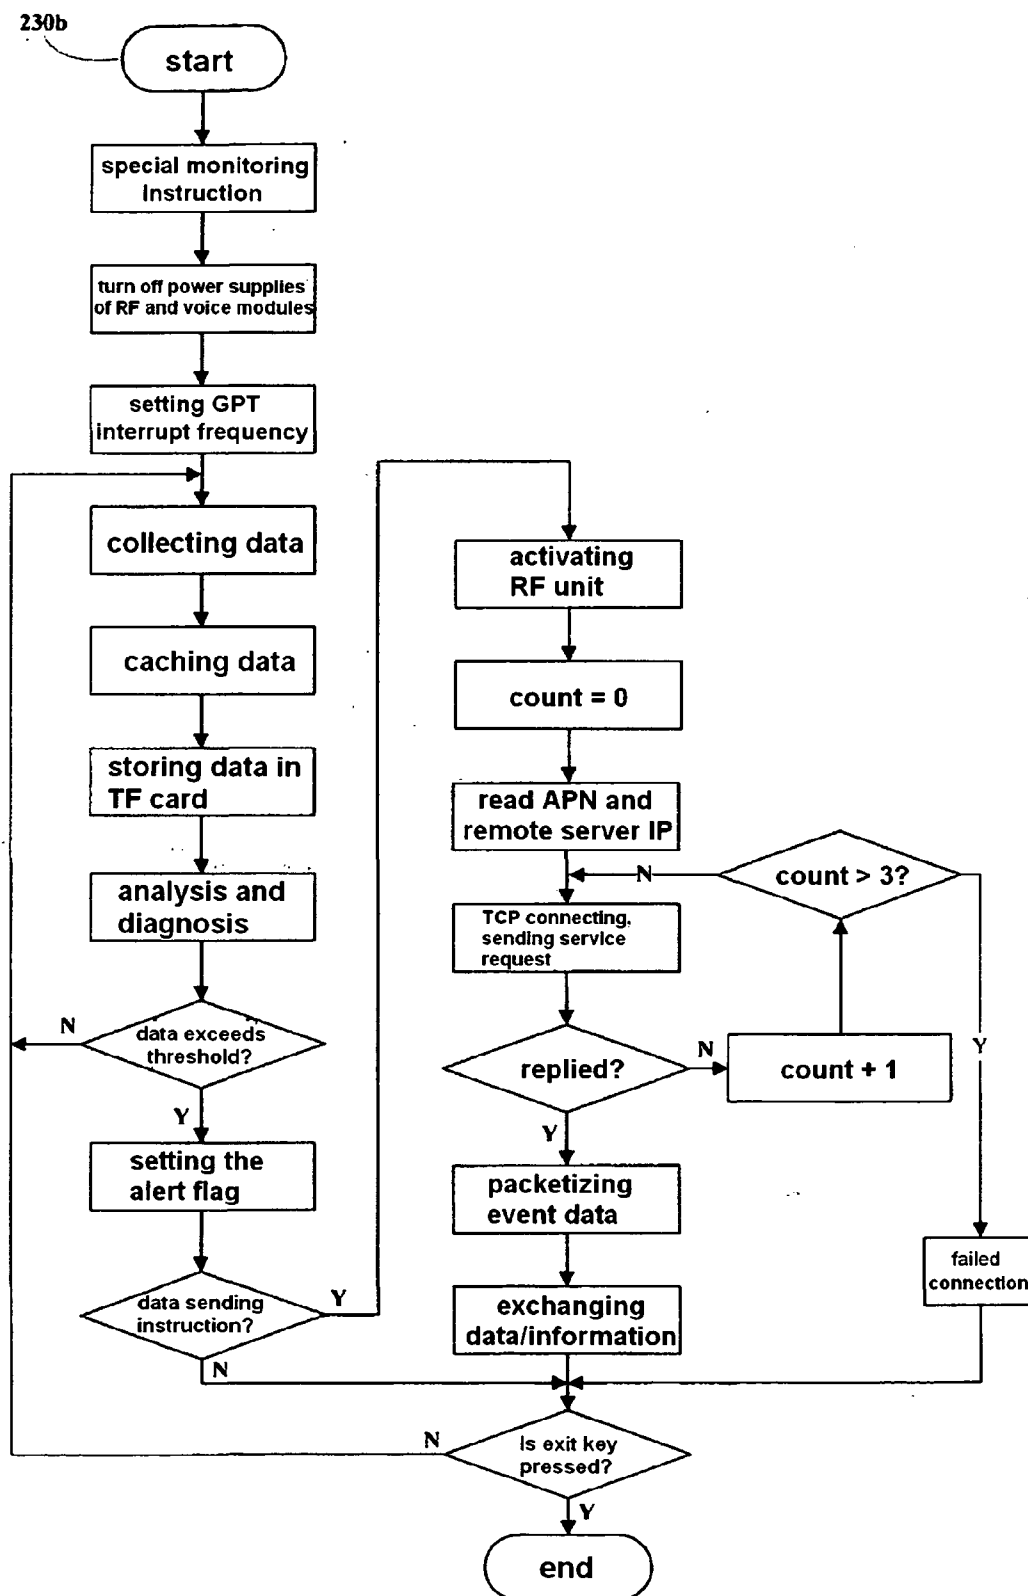 230b
start
special monitoring
instruction
turn off power supplies
of RF and voice modules
setting GPT
interrupt frequency
collecting data
caching data
storing data in
TF card
analysis and
diagnosis
N
data exceeds
threshold?
Y
setting the
alert flag
data sending
instruction?
Y
N
activating
RF unit
count = 0
read APN and
remote server IP
N
count > 3?
TCP connecting,
sending service
request
replied?
N
count + 1
Y
Y
packetizing
event data
failed
connection
exchanging
data/information
N
Is exit key
pressed?
Y
end